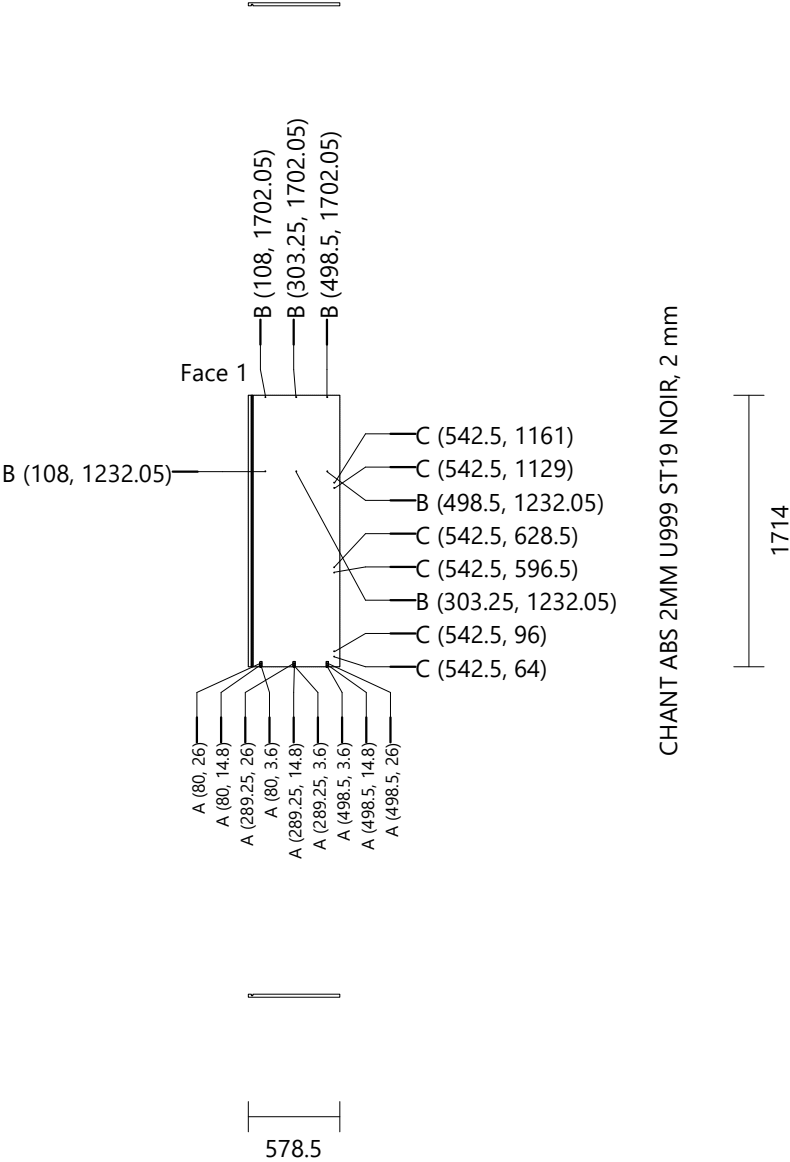 B (108, 1702.05)
B (303.25, 1702.05)
B (498.5, 1702.05)
Face 1
C (542.5, 1161)
C (542.5, 1129)
B (108, 1232.05)
B (498.5, 1232.05)
C (542.5, 628.5)
C (542.5, 596.5)
B (303.25, 1232.05)
C (542.5, 96)
C (542.5, 64)
A (80, 26)
A (80, 14.8)
A (289.25, 26)
A (80, 3.6)
A (289.25, 14.8)
A (289.25, 3.6)
A (498.5, 3.6)
A (498.5, 14.8)
A (498.5, 26)
CHANT ABS 2MM U999 ST19 NOIR, 2 mm
1714
578.5